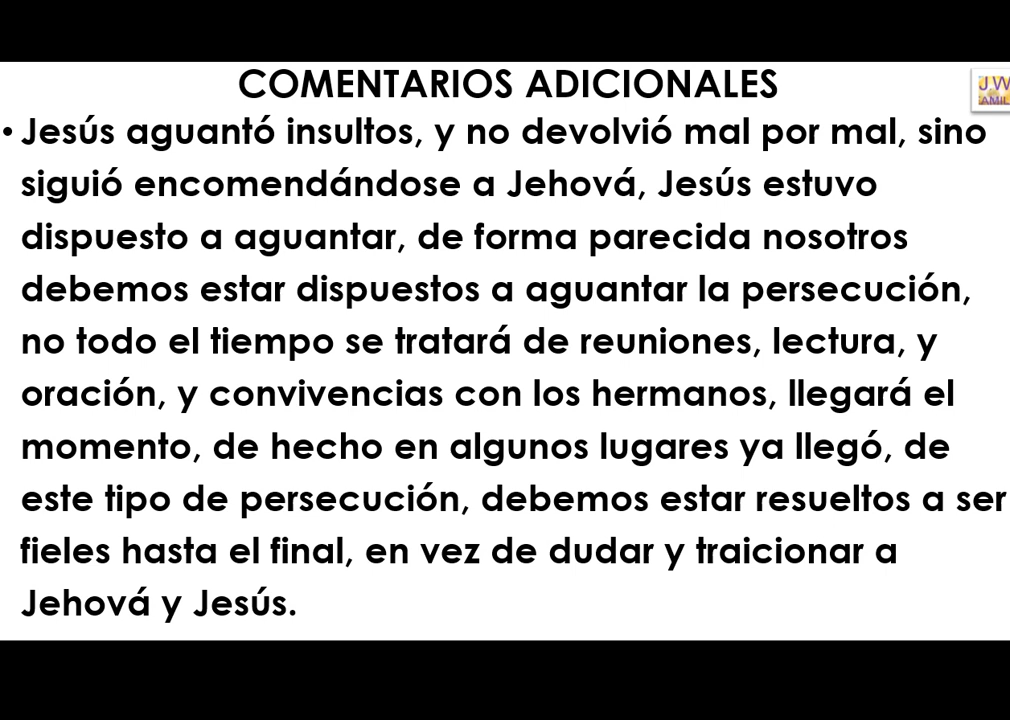 COMENTARIOS ADICIONALES
JW
• Jesús aguantó insultos, y no devolvió mal por mal, sino
siguió encomendándose a Jehová, Jesús estuvo
dispuesto a aguantar, de forma parecida nosotros
debemos estar dispuestos a aguantar la persecución,
no todo el tiempo se tratará de reuniones, lectura, y
oración, y convivencias con los hermanos, llegará el
momento, de hecho en algunos lugares ya llegó, de
este tipo de persecución, debemos estar resueltos a ser
fieles hasta el final, en vez de dudar y traicionar a
Jehová y Jesús.